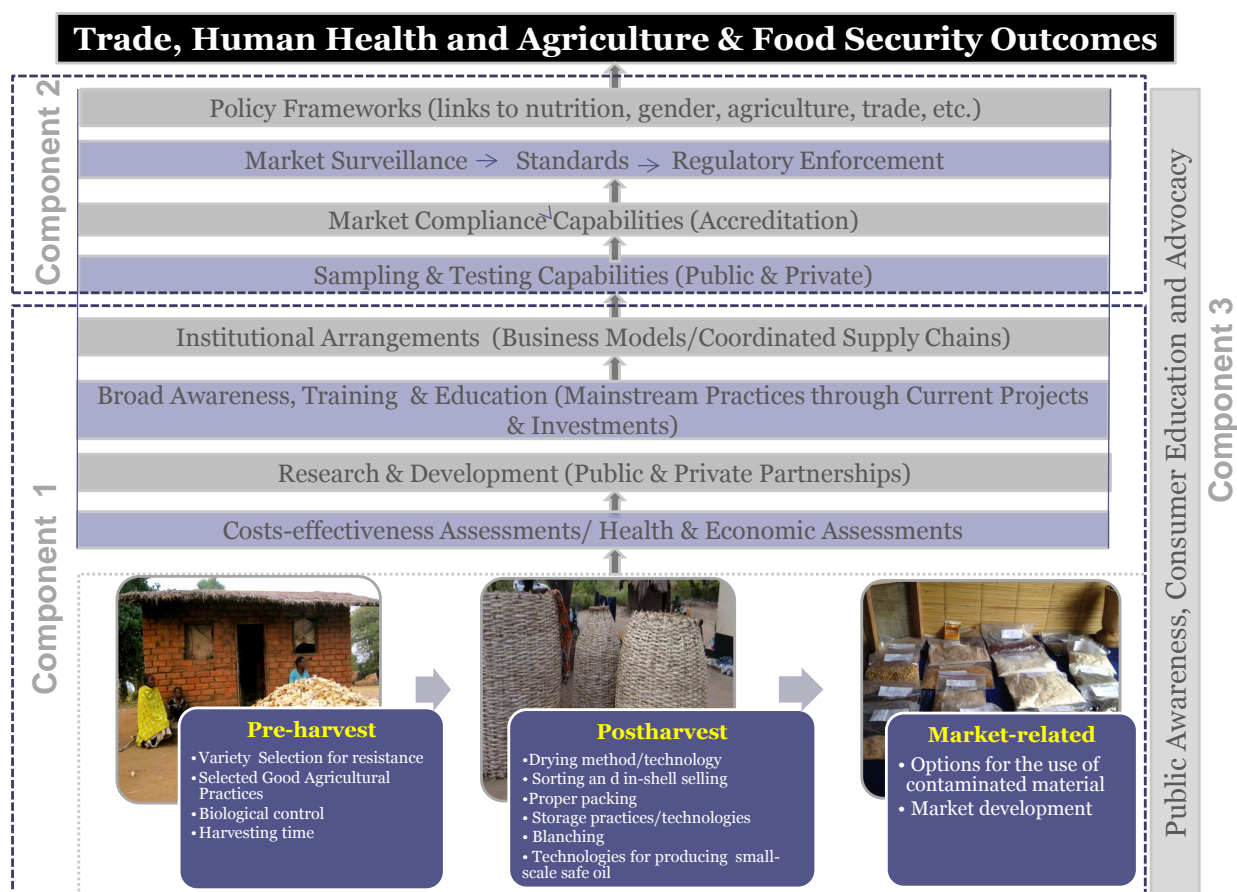 Trade, Human Health and Agriculture & Food Security Outcomes
Component 2
Policy Frameworks (links to nutrition, gender, agriculture, trade, etc.)
Market Surveillance → Standards → Regulatory Enforcement
Market Compliance Capabilities (Accreditation)
Sampling & Testing Capabilities (Public & Private)
Component 1
Institutional Arrangements (Business Models/Coordinated Supply Chains)
Broad Awareness, Training & Education (Mainstream Practices through Current Projects
& Investments)
Research & Development (Public & Private Partnerships)
Costs-effectiveness Assessments/ Health & Economic Assessments
Pre-harvest
• Variety Selection for resistance
• Selected Good Agricultural
Practices
• Biological control
• Harvesting time
Postharvest
• Drying method/technology
• Sorting an d in-shell selling
• Proper packing
• Storage practices/technologies
• Blanching
• Technologies for producing small-
scale safe oil
Market-related
• Options for the use of
contaminated material
• Market development
Public Awareness, Consumer Education and Advocacy
Component 3